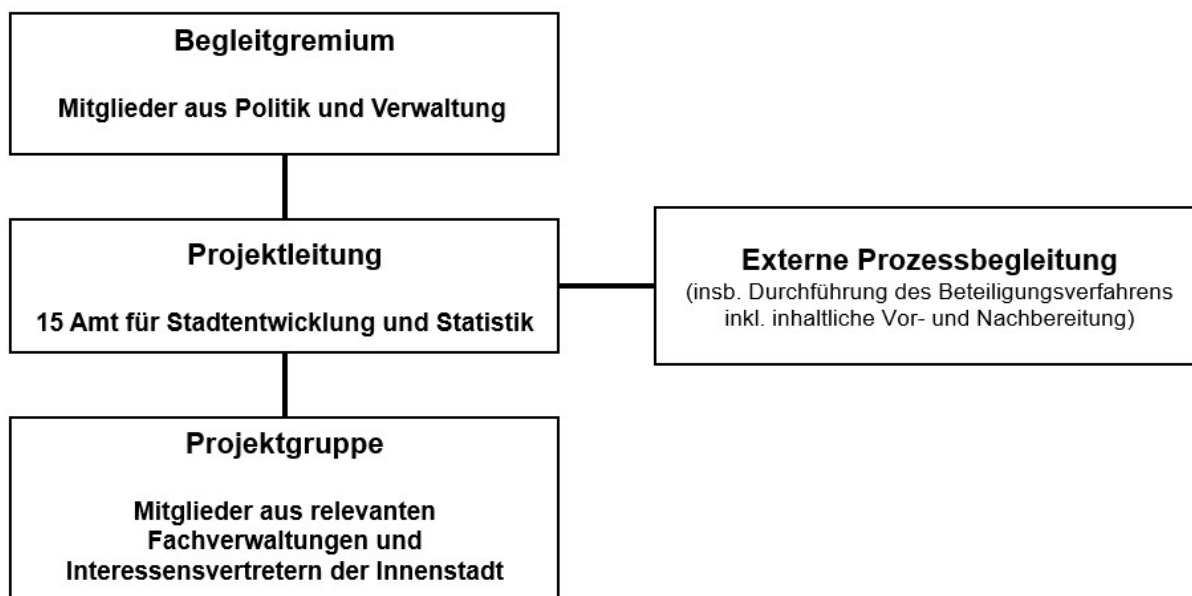 Begleitgremium
Mitglieder aus Politik und Verwaltung
Projektleitung
15 Amt für Stadtentwicklung und Statistik
Externe Prozessbegleitung
(insb. Durchführung des Beteiligungsverfahrens
inkl. inhaltliche Vor- und Nachbereitung)
Projektgruppe
Mitglieder aus relevanten
Fachverwaltungen und
Interessensvertretern der Innenstadt